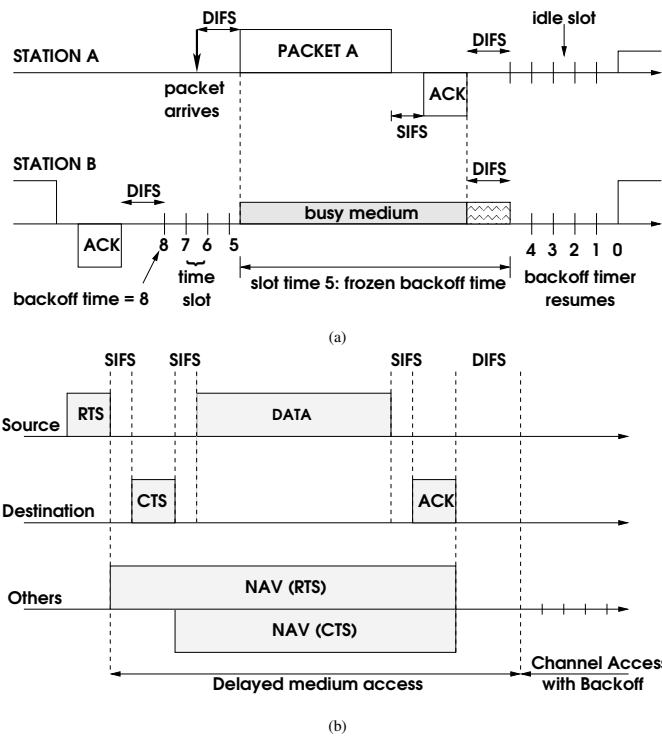 DIFS
idle slot
PACKET A
DIFS
STATION A
packet
arrives
ACK
SIFS
STATION B
DIFS
DIFS
busy medium
ACK
8 7 6 5
4 3 2 1 0
time
slot
backoff time = 8
slot time 5: frozen backoff time
backoff timer
resumes
(a)
SIFS SIFS SIFS DIFS
RTS
DATA
Source
CTS
ACK
Destination
NAV (RTS)
Others
NAV (CTS)
Delayed medium access
Channel Access
with Backoff
(b)